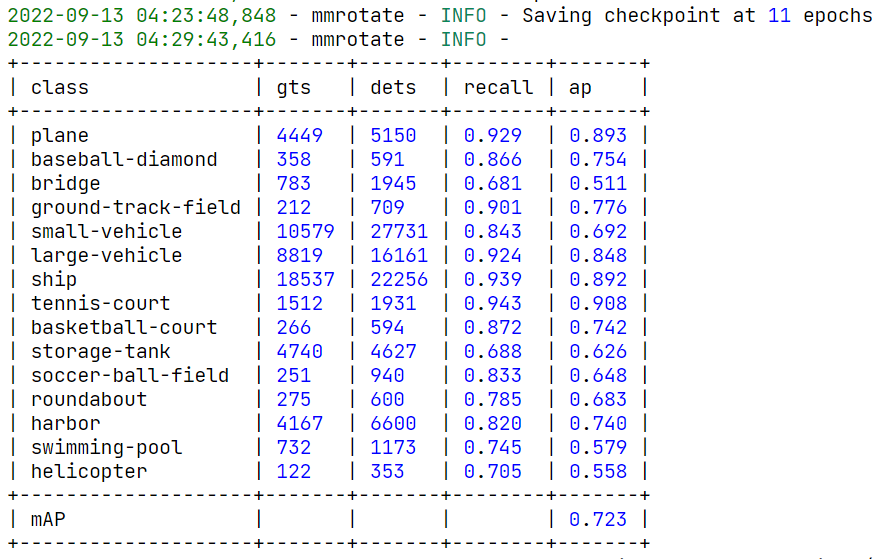 2022-09-13 04:23:48,848 - mmrotate - INFO - Saving checkpoint at 11 epochs
2022-09-13 04:29:43,416 - mmrotate - INFO -
+--------------------+-------+-------+--------+-------+
| class              | gts   | dets  | recall | ap    |
+--------------------+-------+-------+--------+-------+
| plane              | 4449  | 5150  | 0.929  | 0.893 |
| baseball-diamond   | 358   | 591   | 0.866  | 0.754 |
| bridge             | 783   | 1945  | 0.681  | 0.511 |
| ground-track-field | 212   | 709   | 0.901  | 0.776 |
| small-vehicle      | 10579 | 27731 | 0.843  | 0.692 |
| large-vehicle      | 8819  | 16161 | 0.924  | 0.848 |
| ship               | 18537 | 22256 | 0.939  | 0.892 |
| tennis-court       | 1512  | 1931  | 0.943  | 0.908 |
| basketball-court   | 266   | 594   | 0.872  | 0.742 |
| storage-tank       | 4740  | 4627  | 0.688  | 0.626 |
| soccer-ball-field  | 251   | 940   | 0.833  | 0.648 |
| roundabout         | 275   | 600   | 0.785  | 0.683 |
| harbor             | 4167  | 6600  | 0.820  | 0.740 |
| swimming-pool      | 732   | 1173  | 0.745  | 0.579 |
| helicopter         | 122   | 353   | 0.705  | 0.558 |
+--------------------+-------+-------+--------+-------+
| mAP                |       |       |        | 0.723 |
+--------------------+-------+-------+--------+-------+